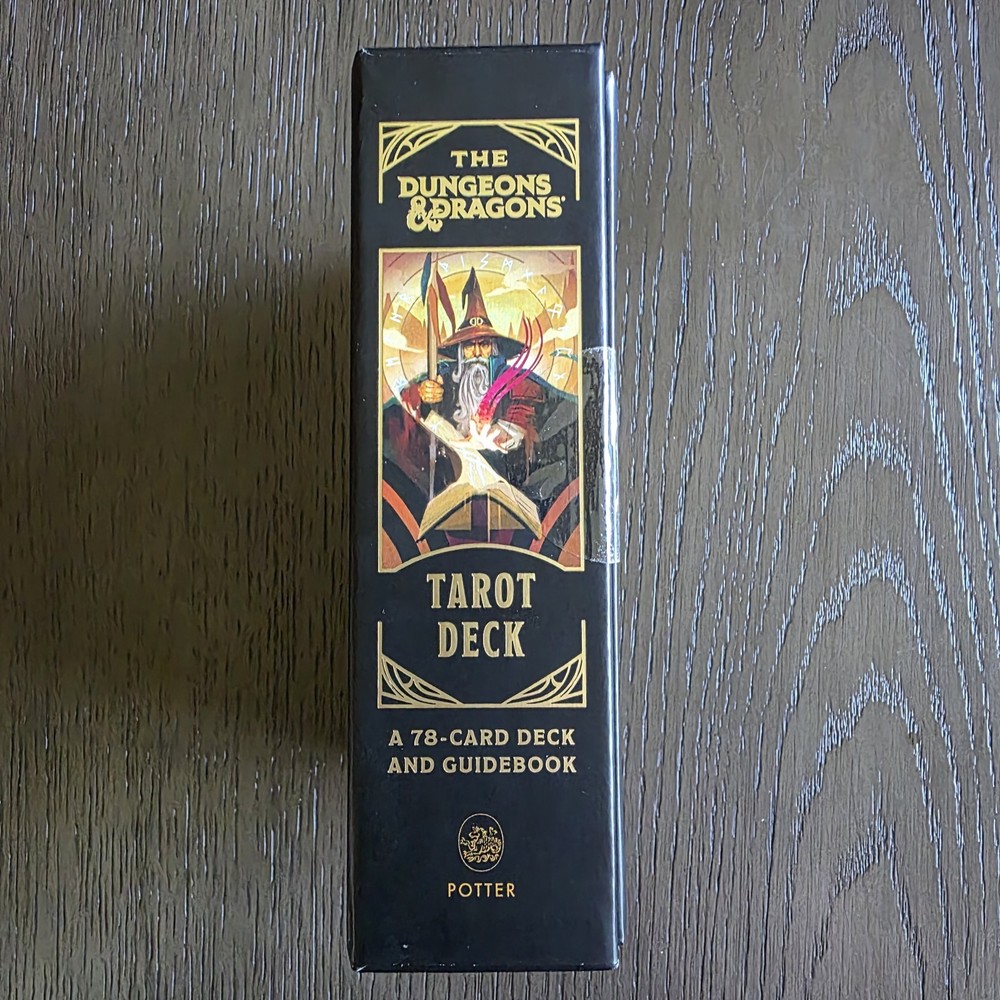 THE
DUNGEONS
& DRAGONS®
TAROT
DECK
A 78-CARD DECK
AND GUIDEBOOK
POTTER